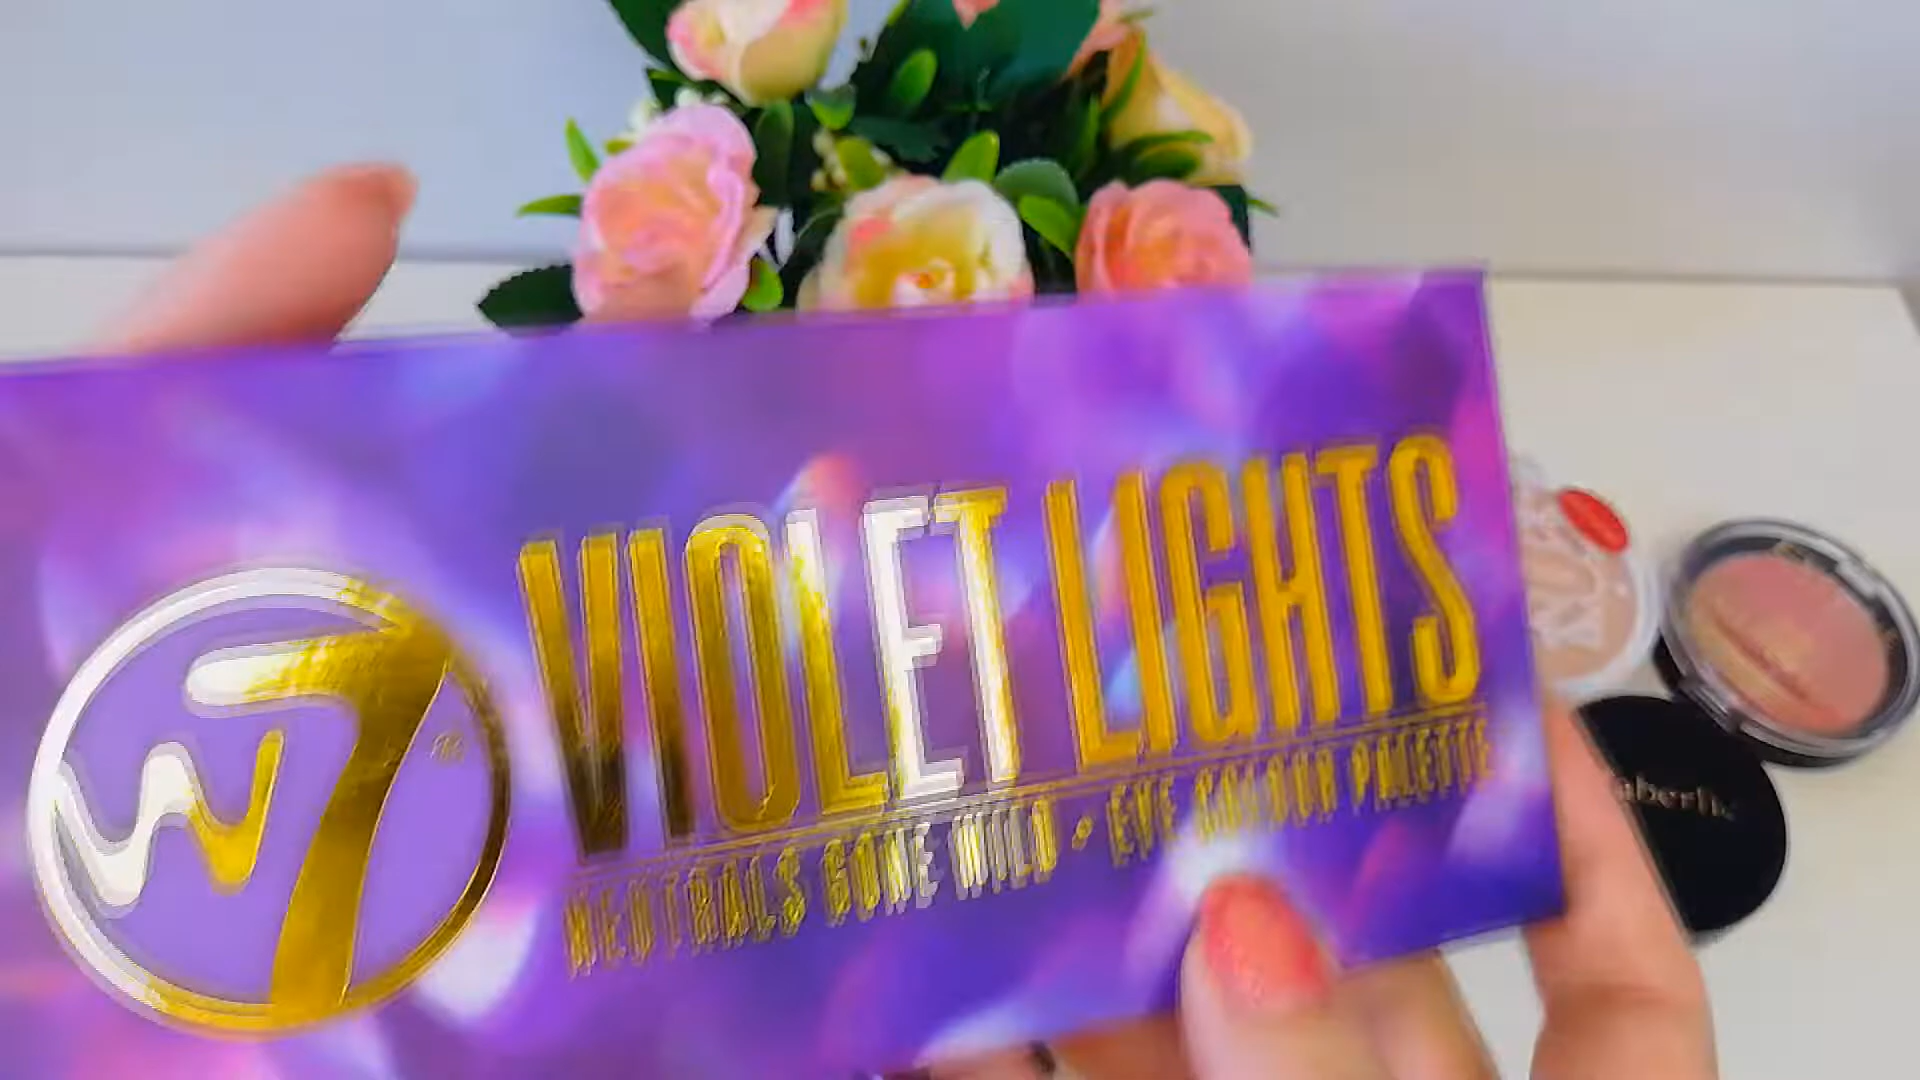 W7
VIOLET LIGHTS
NEUTRALS GONE WILD • EYE COLOUR PALETTE